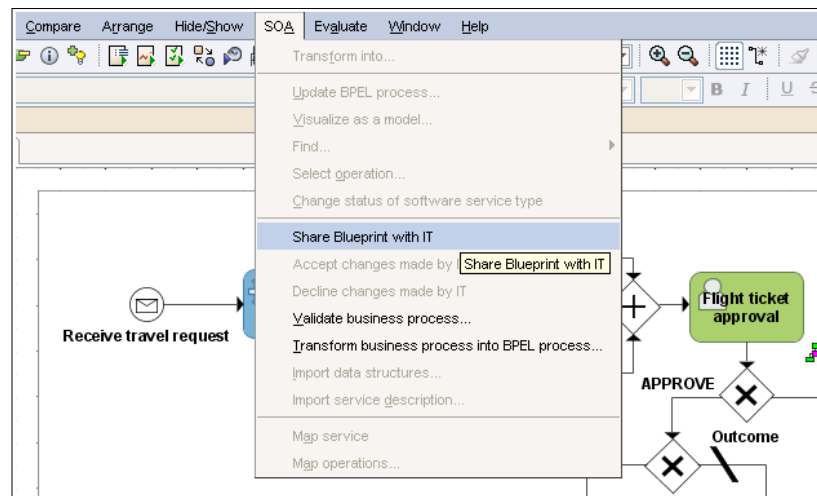 Compare Arrange Hide/Show SOA Evaluate Window Help
Transform into...
Update BPEL process...
B I U S
Visualize as a model...
Find...
Select operation...
Change status of software service type
Share Blueprint with IT
Accept changes made by
Share Blueprint with IT
Decline changes made by IT
Validate business process...
Transform business process into BPEL process...
Import data structures...
Import service description...
Map service
Map operations...
Receive travel request
Flight ticket
approval
APPROVE
Outcome